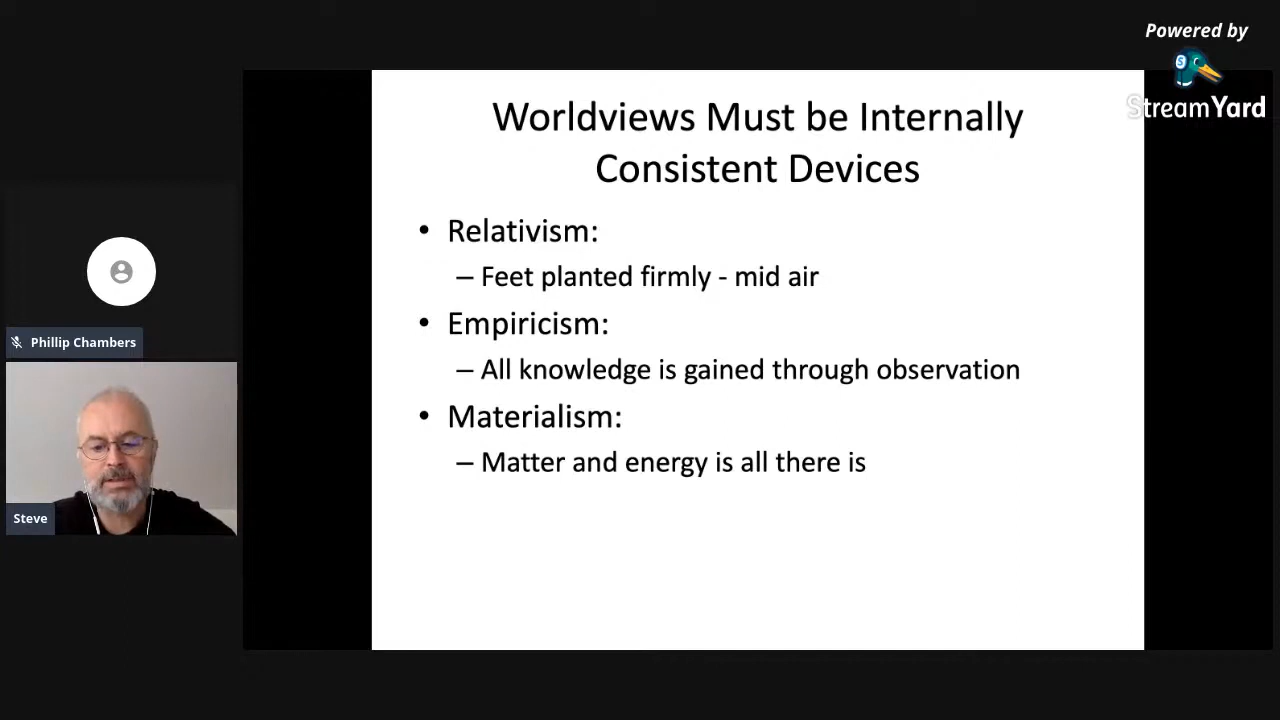 Powered by
StreamYard
Worldviews Must be Internally
Consistent Devices
• Relativism:
– Feet planted firmly - mid air
• Empiricism:
– All knowledge is gained through observation
• Materialism:
– Matter and energy is all there is
Phillip Chambers
Steve